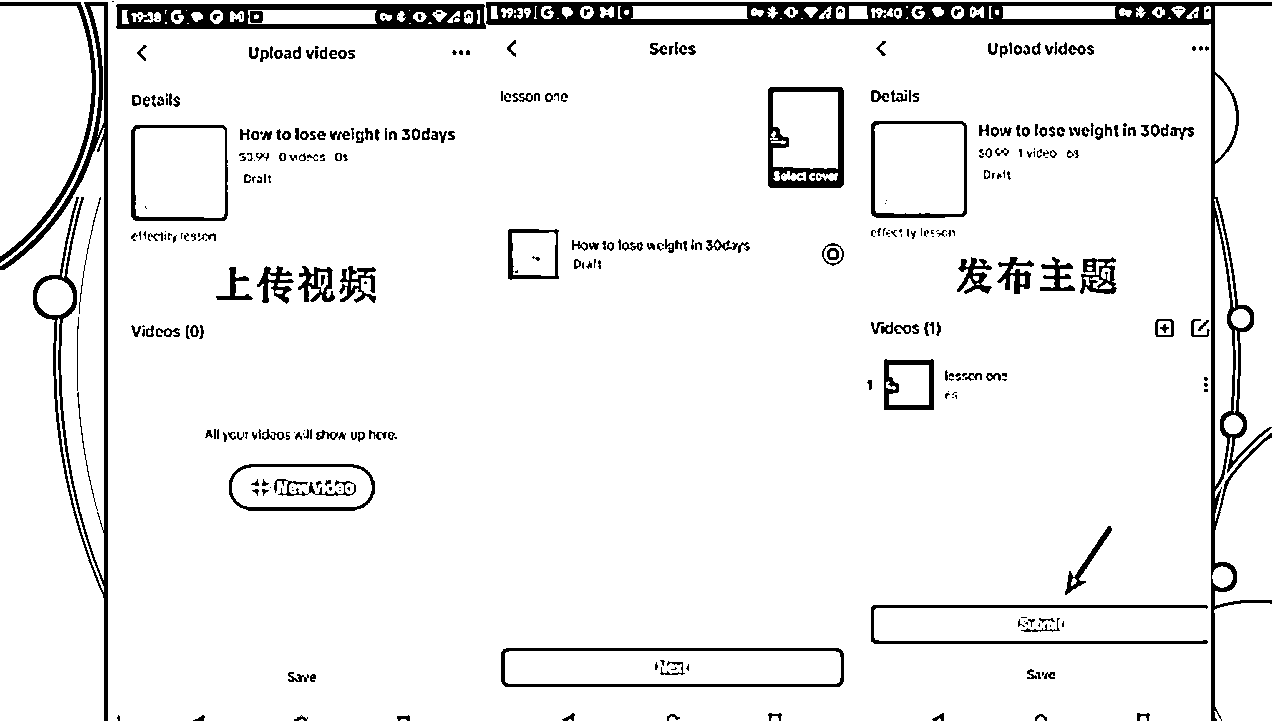 19:38
Upload videos
Details
How to lose weight in 30days
$0.99 0 videos 0s
Draft
上传视频
Videos (0)
All your videos will show up here.
New video
Save
19:39
Series
lesson one
Select cover
How to lose weight in 30days
Draft
Next
19:40
Upload videos
Details
How to lose weight in 30days
$0.99 1 video 6s
Draft
发布主题
Videos (1)
1
lesson one
6s
Submit
Save